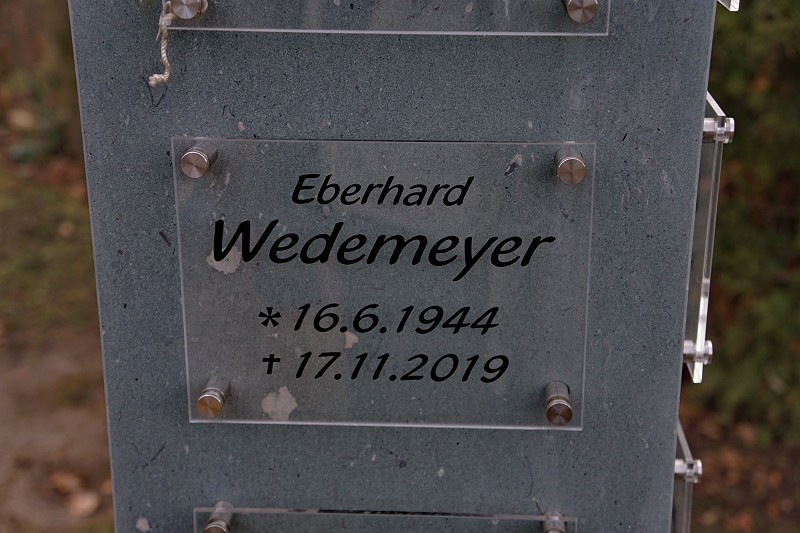 Eberhard
Wedemeyer
* 16.6.1944
✝ 17.11.2019